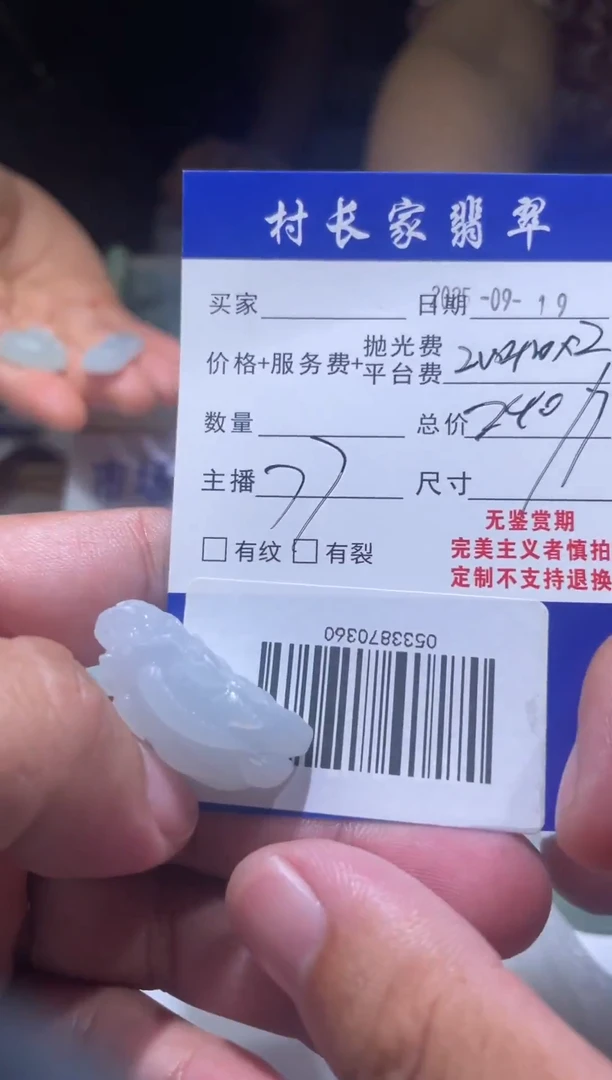 村长家翡翠
买家 日期 2025-09-19
价格+服务费+抛光费
平台费
数量 总价 240
主播 尺寸
无鉴赏期
□有纹 □有裂 完美主义者慎拍
定制不支持退换
0533870360